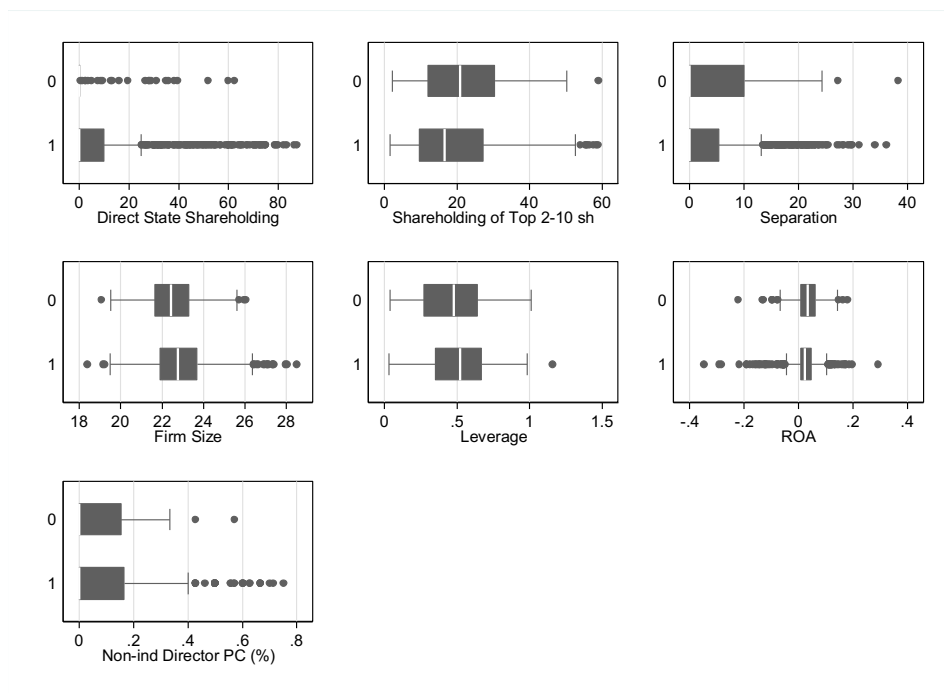 0
1
0 20 40 60 80
Direct State Shareholding
0
1
0 20 40 60
Shareholding of Top 2-10 sh
0
1
0 10 20 30 40
Separation
0
1
18 20 22 24 26 28
Firm Size
0
1
0 .5 1 1.5
Leverage
0
1
-.4 -.2 0 .2 .4
ROA
0
1
0 .2 .4 .6 .8
Non-ind Director PC (%)